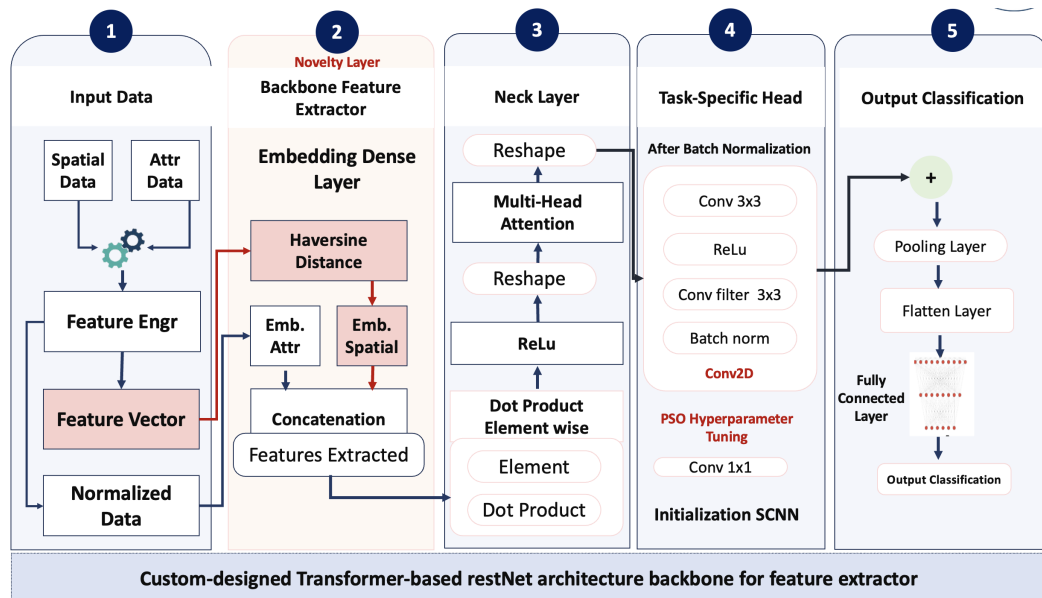 1
Input Data
Spatial
Data
Attr
Data
Feature Engr
Feature Vector
Normalized
Data
2
Novelty Layer
Backbone Feature
Extractor
Embedding Dense
Layer
Haversine
Distance
Emb.
Attr
Emb.
Spatial
Concatenation
Features Extracted
3
Neck Layer
Reshape
Multi-Head
Attention
Reshape
ReLu
Dot Product
Element wise
Element
Dot Product
4
Task-Specific Head
After Batch Normalization
Conv 3x3
ReLu
Conv filter 3x3
Batch norm
Conv2D
PSO Hyperparameter
Tuning
Conv 1x1
Initialization SCNN
5
Output Classification
+
Pooling Layer
Flatten Layer
Fully
Connected
Layer
Output Classification
Custom-designed Transformer-based restNet architecture backbone for feature extractor